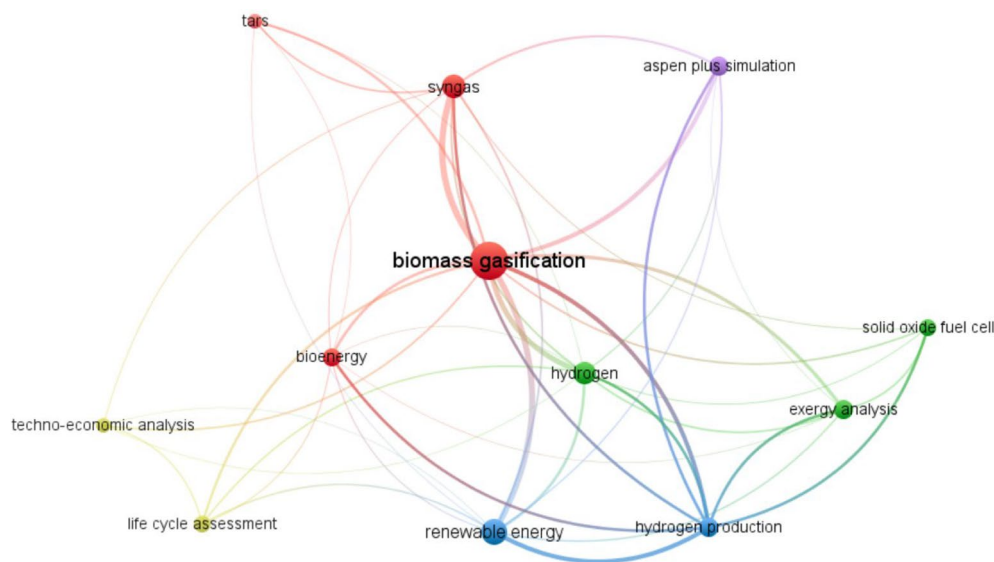 tars
aspen plus simulation
syngas
biomass gasification
solid oxide fuel cell
bioenergy
hydrogen
exergy analysis
techno-economic analysis
life cycle assessment
renewable energy
hydrogen production